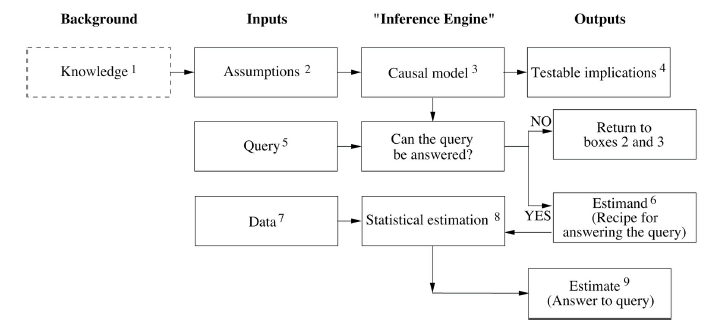 Background
Inputs
"Inference Engine"
Outputs
Knowledge 1
Assumptions 2
Causal model 3
Testable implications 4
Query 5
Can the query
be answered?
NO
Return to
boxes 2 and 3
YES
Estimand 6
(Recipe for
answering the query)
Data 7
Statistical estimation 8
Estimate 9
(Answer to query)